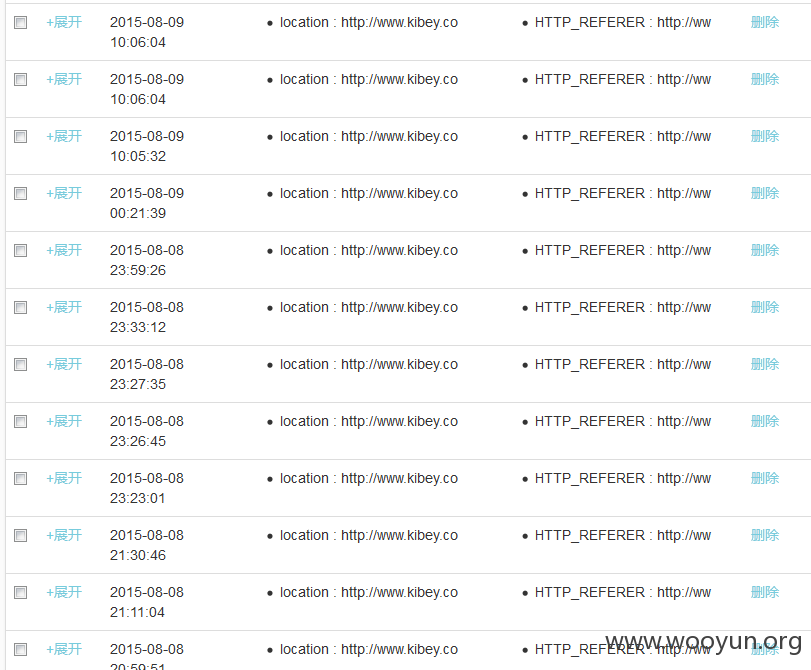 +展开 2015-08-09 • location : http://www.kibey.co • HTTP_REFERER : http://ww 删除
10:06:04
+展开 2015-08-09 • location : http://www.kibey.co • HTTP_REFERER : http://ww 删除
10:06:04
+展开 2015-08-09 • location : http://www.kibey.co • HTTP_REFERER : http://ww 删除
10:05:32
+展开 2015-08-09 • location : http://www.kibey.co • HTTP_REFERER : http://ww 删除
00:21:39
+展开 2015-08-08 • location : http://www.kibey.co • HTTP_REFERER : http://ww 删除
23:59:26
+展开 2015-08-08 • location : http://www.kibey.co • HTTP_REFERER : http://ww 删除
23:33:12
+展开 2015-08-08 • location : http://www.kibey.co • HTTP_REFERER : http://ww 删除
23:27:35
+展开 2015-08-08 • location : http://www.kibey.co • HTTP_REFERER : http://ww 删除
23:26:45
+展开 2015-08-08 • location : http://www.kibey.co • HTTP_REFERER : http://ww 删除
23:23:01
+展开 2015-08-08 • location : http://www.kibey.co • HTTP_REFERER : http://ww 删除
21:30:46
+展开 2015-08-08 • location : http://www.kibey.co • HTTP_REFERER : http://ww 删除
21:11:04
+展开 2015-08-08 • location : http://www.kibey.co • HTTP_REFERER : http://ww 删除
20:59:51
www.wooyun.org